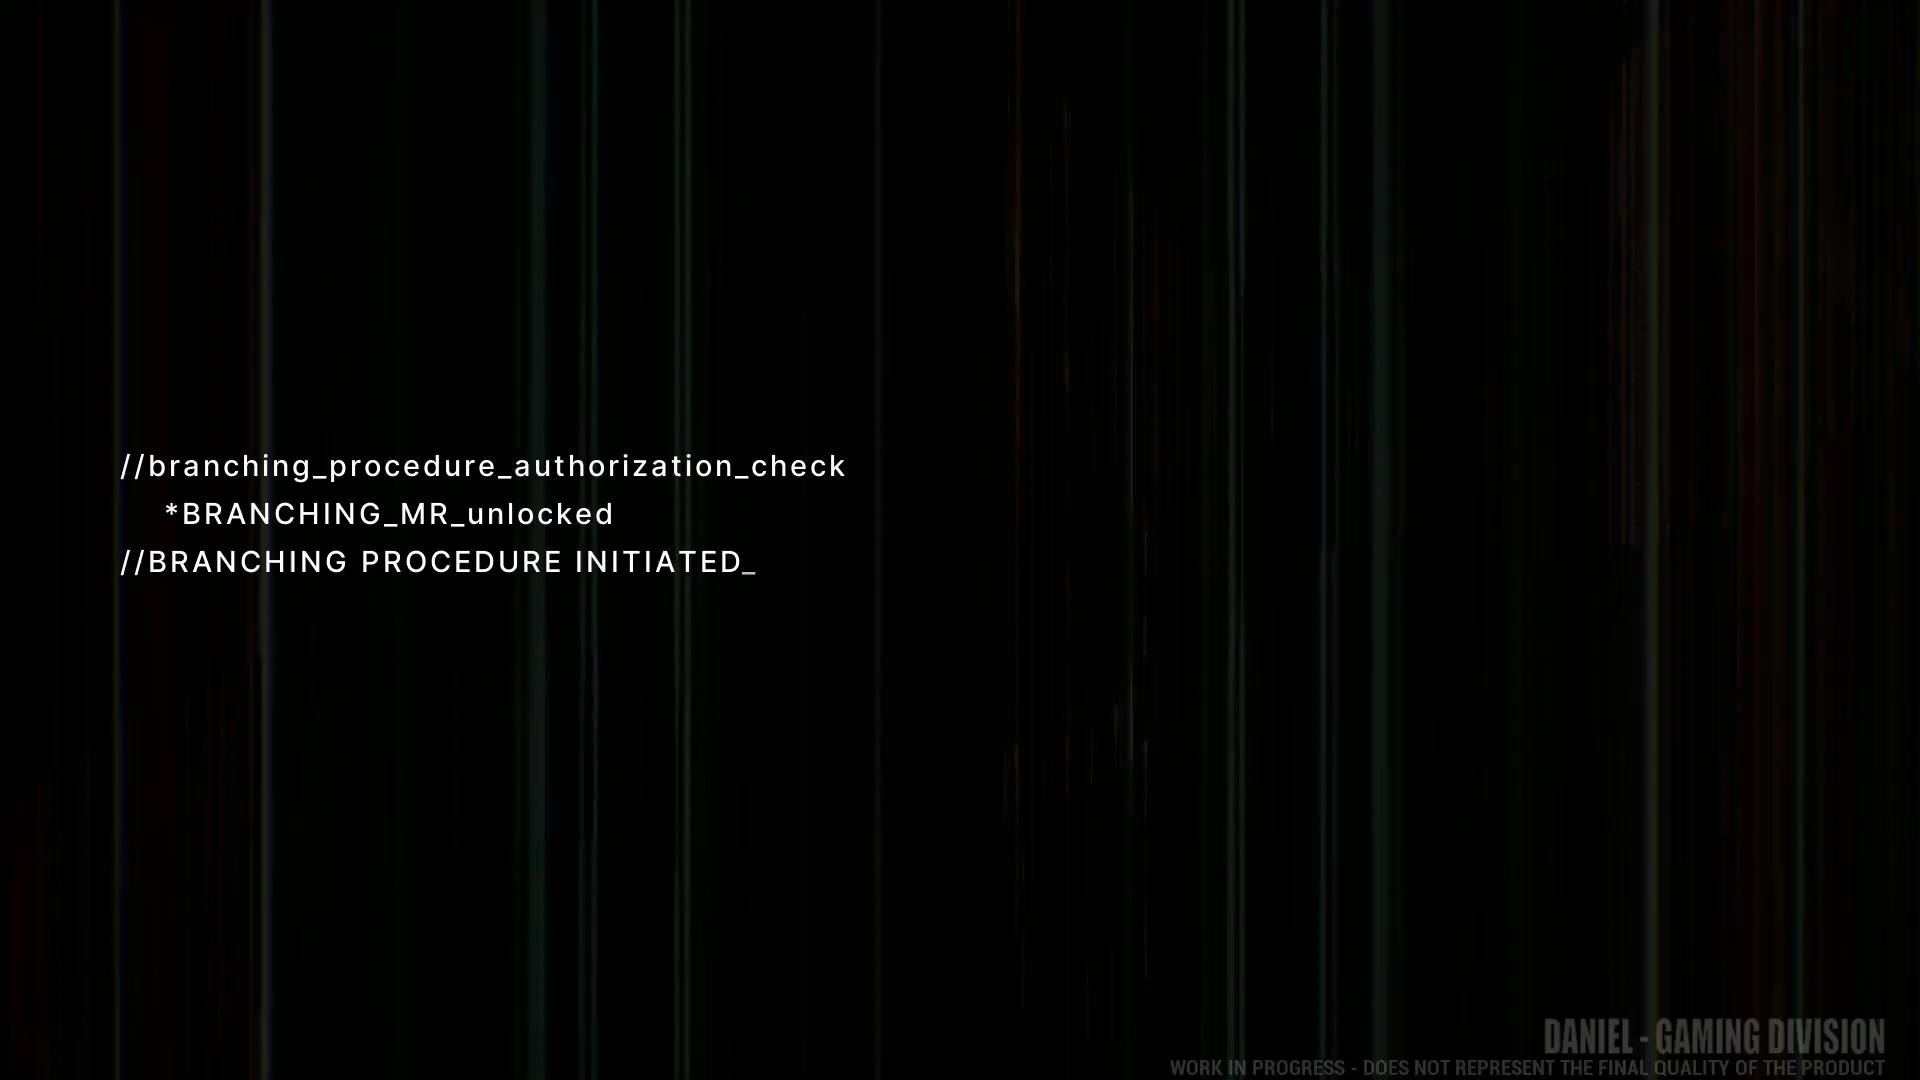 //branching_procedure_authorization_check
*BRANCHING_MR_unlocked
//BRANCHING PROCEDURE INITIATED_
DANIEL - GAMING DIVISION
WORK IN PROGRESS - DOES NOT REPRESENT THE FINAL QUALITY OF THE PRODUCT